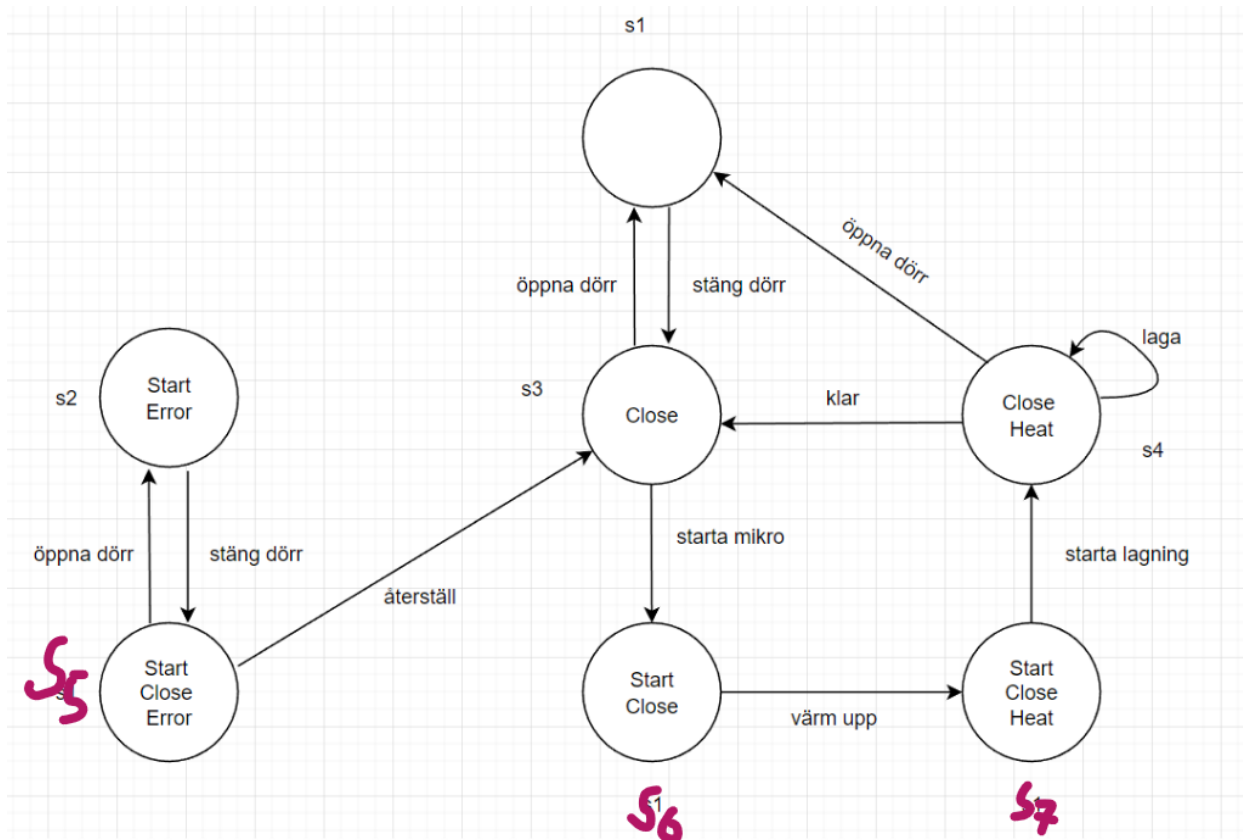 s1
öppna dörr
öppna dörr
stäng dörr
laga
Start
Error
s2
s3
Close
klar
Close
Heat
s4
starta mikro
öppna dörr
stäng dörr
starta lagning
återställ
S5
Start
Close
Error
Start
Close
värm upp
Start
Close
Heat
S6
S7